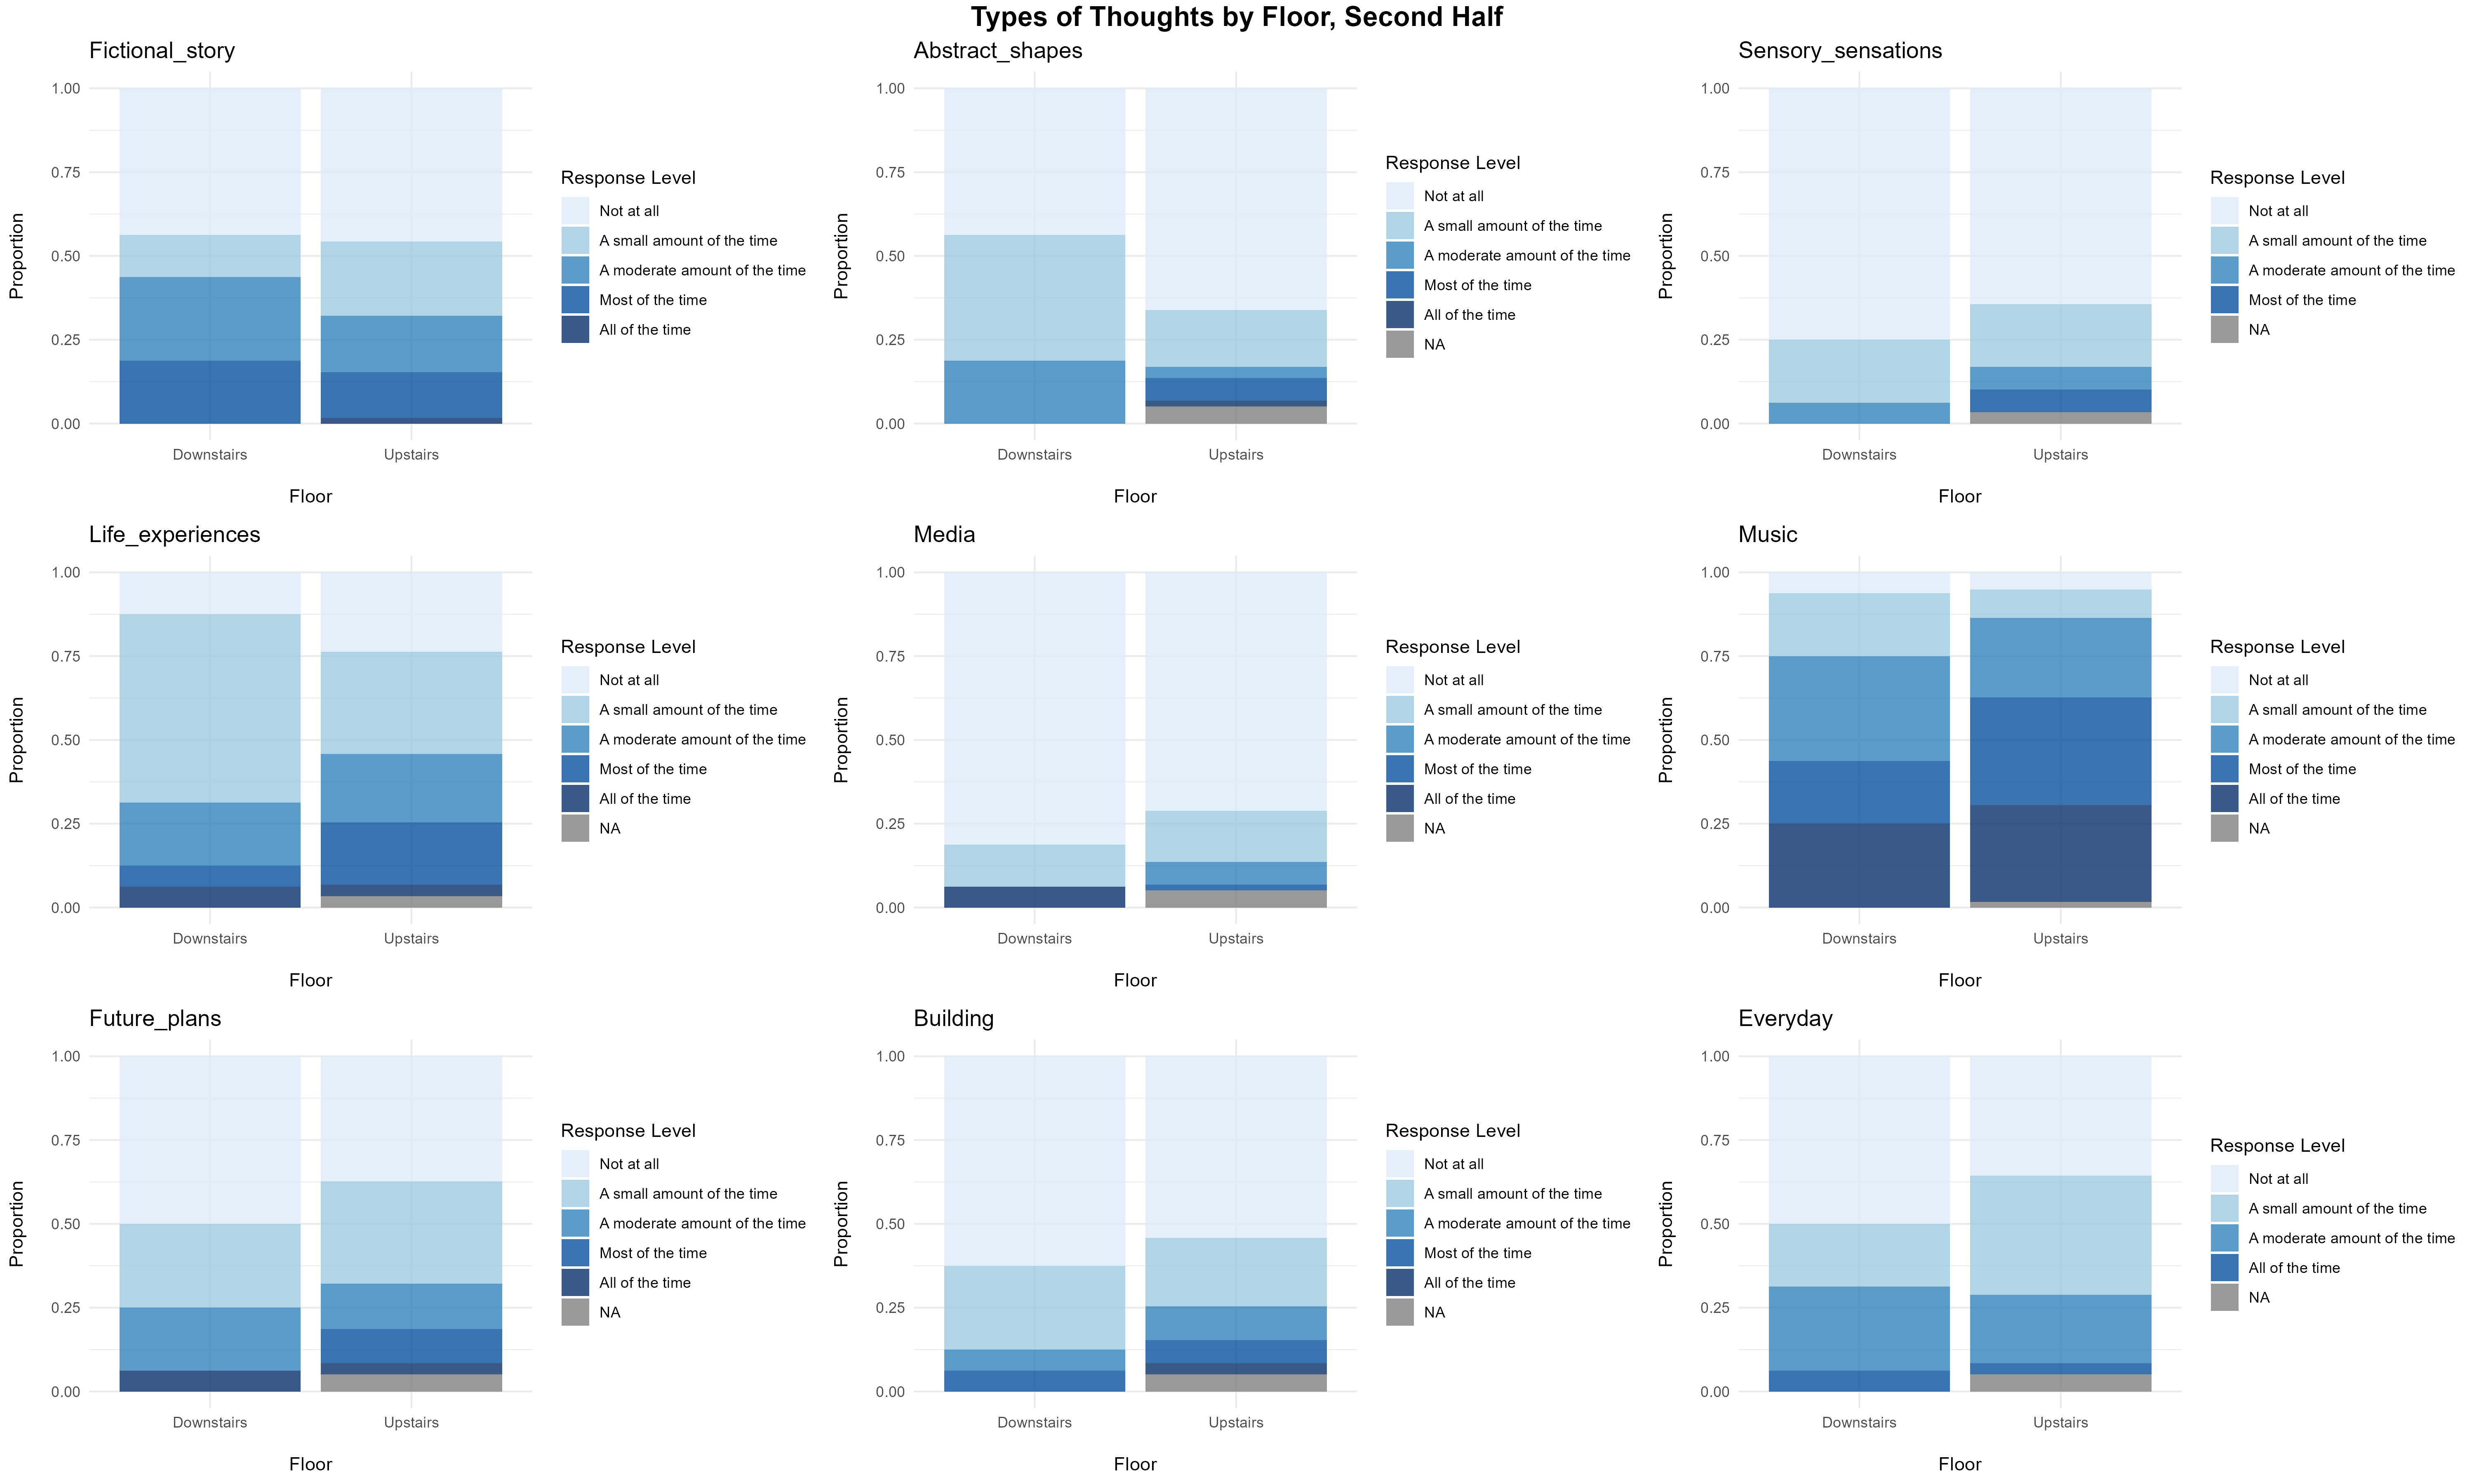 Types of Thoughts by Floor, Second Half
Fictional_story
1.00
0.75
0.50
0.25
0.00
Proportion
Downstairs
Upstairs
Floor
Response Level
Not at all
A small amount of the time
A moderate amount of the time
Most of the time
All of the time
Abstract_shapes
1.00
0.75
0.50
0.25
0.00
Proportion
Downstairs
Upstairs
Floor
Response Level
Not at all
A small amount of the time
A moderate amount of the time
Most of the time
All of the time
NA
Sensory_sensations
1.00
0.75
0.50
0.25
0.00
Proportion
Downstairs
Upstairs
Floor
Response Level
Not at all
A small amount of the time
A moderate amount of the time
Most of the time
NA
Life_experiences
1.00
0.75
0.50
0.25
0.00
Proportion
Downstairs
Upstairs
Floor
Response Level
Not at all
A small amount of the time
A moderate amount of the time
Most of the time
All of the time
NA
Media
1.00
0.75
0.50
0.25
0.00
Proportion
Downstairs
Upstairs
Floor
Response Level
Not at all
A small amount of the time
A moderate amount of the time
Most of the time
All of the time
NA
Music
1.00
0.75
0.50
0.25
0.00
Proportion
Downstairs
Upstairs
Floor
Response Level
Not at all
A small amount of the time
A moderate amount of the time
Most of the time
All of the time
NA
Future_plans
1.00
0.75
0.50
0.25
0.00
Proportion
Downstairs
Upstairs
Floor
Response Level
Not at all
A small amount of the time
A moderate amount of the time
Most of the time
All of the time
NA
Building
1.00
0.75
0.50
0.25
0.00
Proportion
Downstairs
Upstairs
Floor
Response Level
Not at all
A small amount of the time
A moderate amount of the time
Most of the time
All of the time
NA
Everyday
1.00
0.75
0.50
0.25
0.00
Proportion
Downstairs
Upstairs
Floor
Response Level
Not at all
A small amount of the time
A moderate amount of the time
All of the time
NA